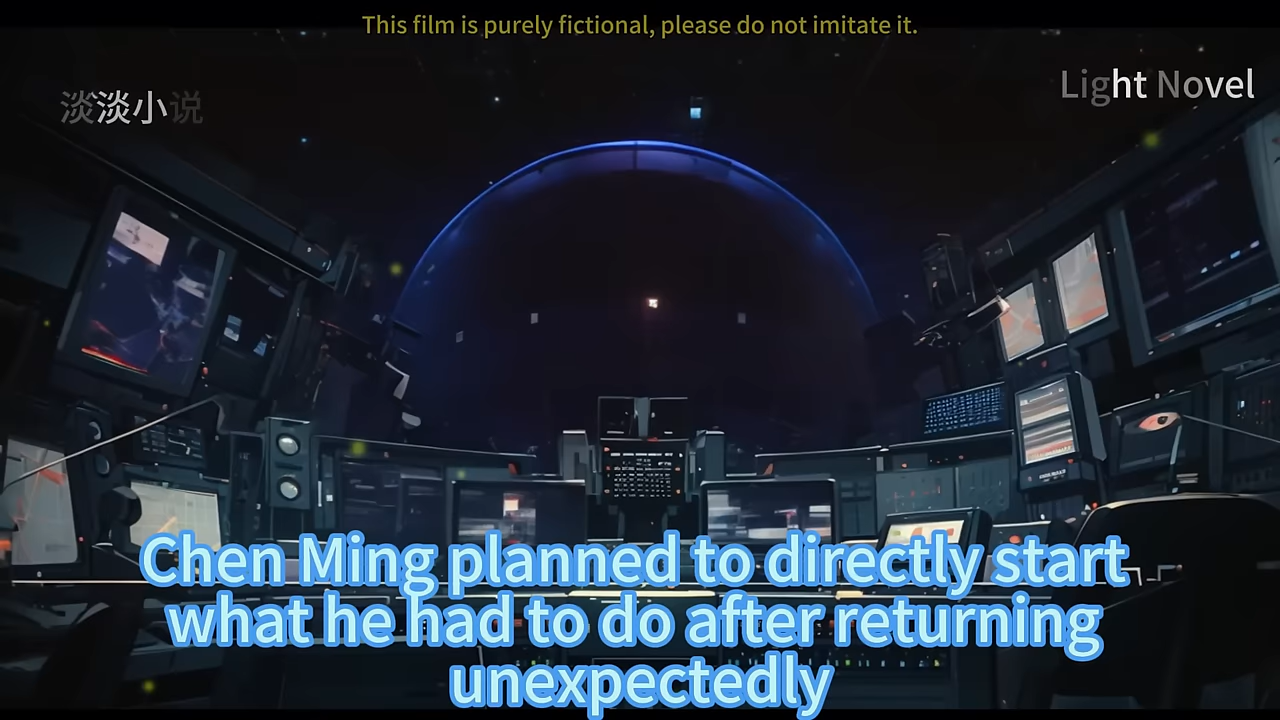 This film is purely fictional, please do not imitate it.
Light Novel
淡淡小说
Chen Ming planned to directly start
what he had to do after returning
unexpectedly